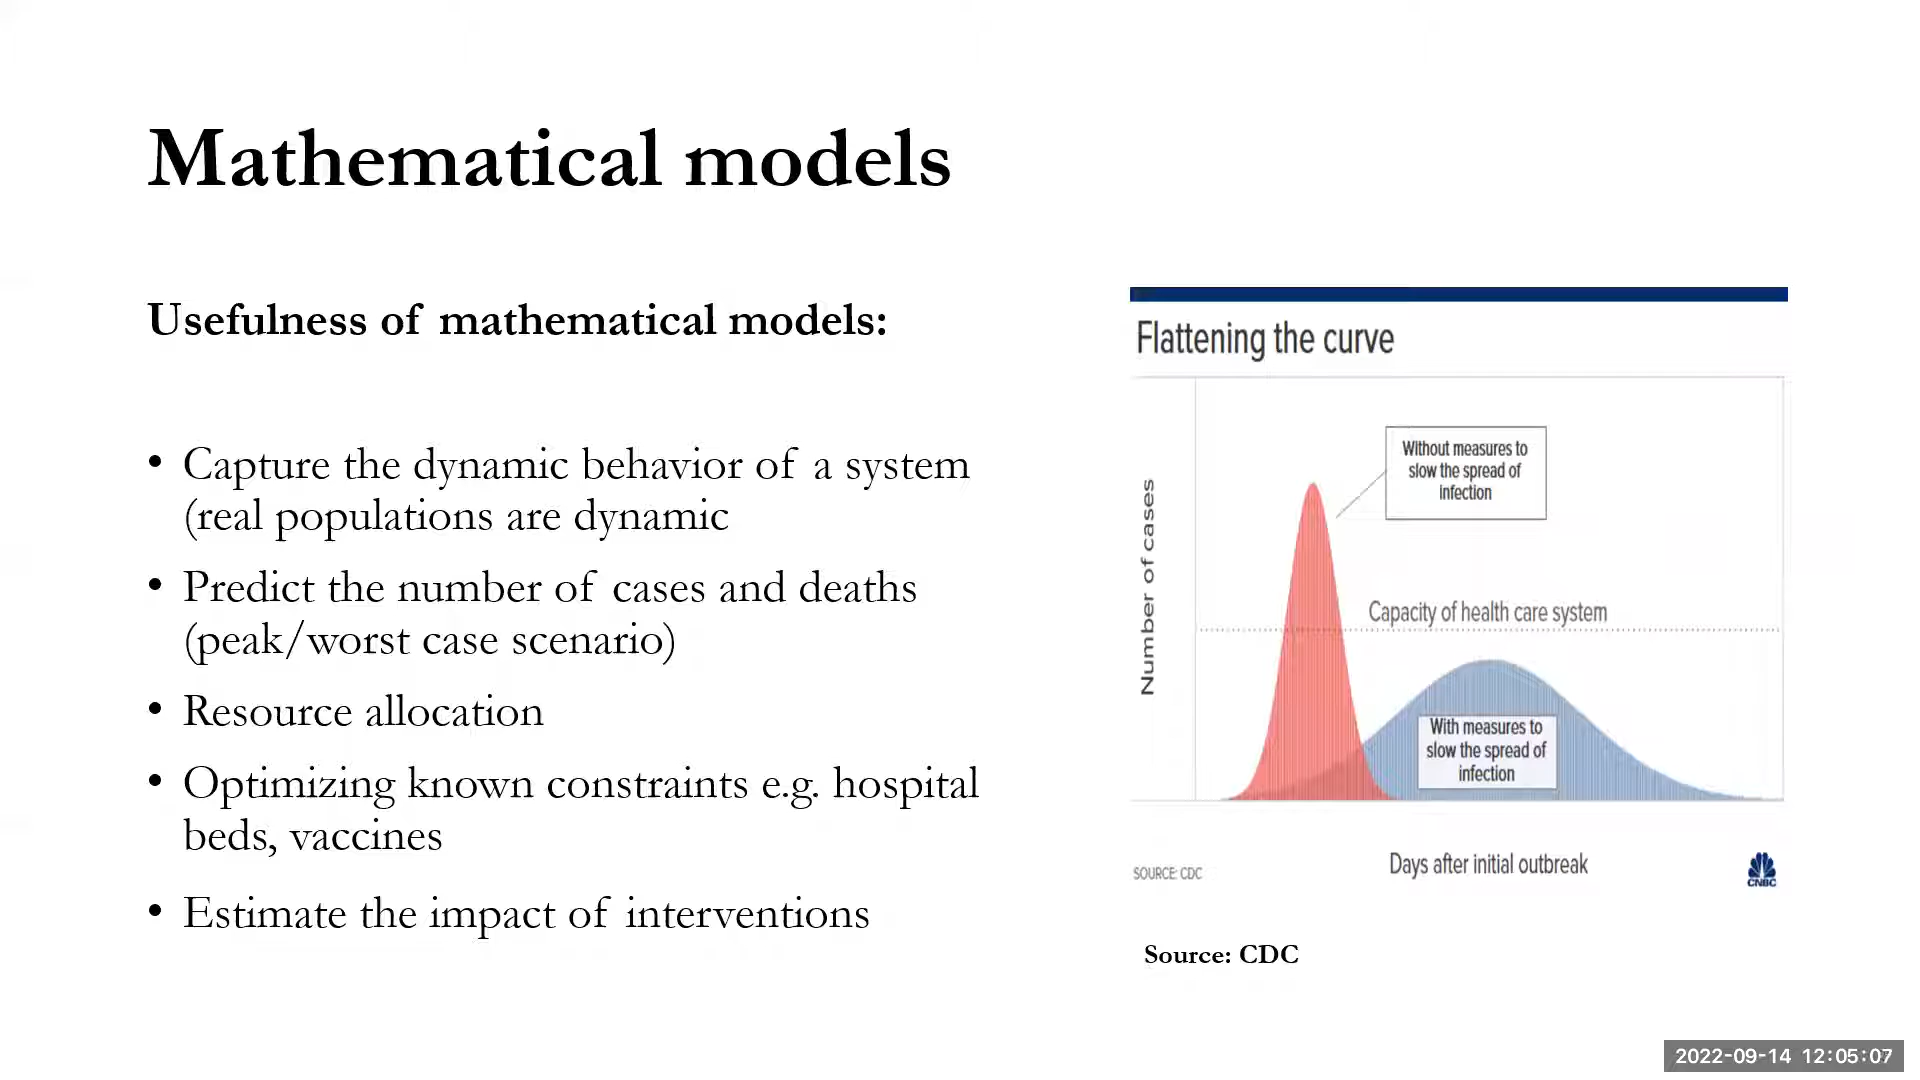 Mathematical models
Usefulness of mathematical models:
• Capture the dynamic behavior of a system
(real populations are dynamic
• Predict the number of cases and deaths
(peak/worst case scenario)
• Resource allocation
• Optimizing known constraints e.g. hospital
beds, vaccines
• Estimate the impact of interventions
Flattening the curve
Number of cases
Without measures to
slow the spread of
infection
Capacity of health care system
With measures to
slow the spread of
infection
Days after initial outbreak
SOURCE: CDC
CNBC
Source: CDC
2022-09-14 12:05:07